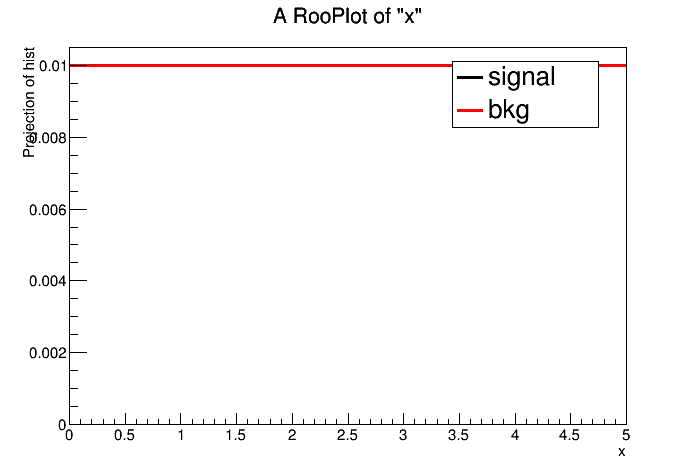 A RooPlot of "x"
Projection of hist
0.01
0.008
0.006
0.004
0.002
0
0 0.5 1 1.5 2 2.5 3 3.5 4 4.5 5
x
signal
bkg